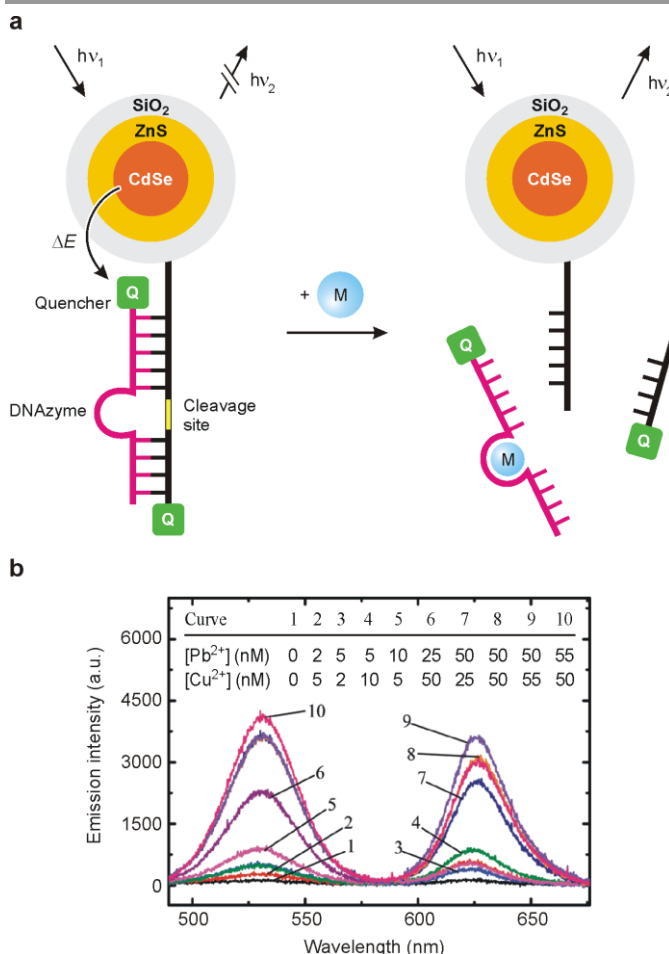 a
hν₁
hν₂
hν₁
hν₂
SiO₂
ZnS
CdSe
SiO₂
ZnS
CdSe
ΔE
Q
Quencher
+ M
DNAzyme
Cleavage
site
Q
Q
M
Q
b
Curve 1 2 3 4 5 6 7 8 9 10
[Pb²⁺] (nM) 0 2 5 5 10 25 50 50 50 55
[Cu²⁺] (nM) 0 5 2 10 5 50 25 50 55 50
Emission intensity (a.u.)
6000
4500
3000
1500
0
10
6
5
2
1
9
8
7
4
3
500 550 600 650
Wavelength (nm)